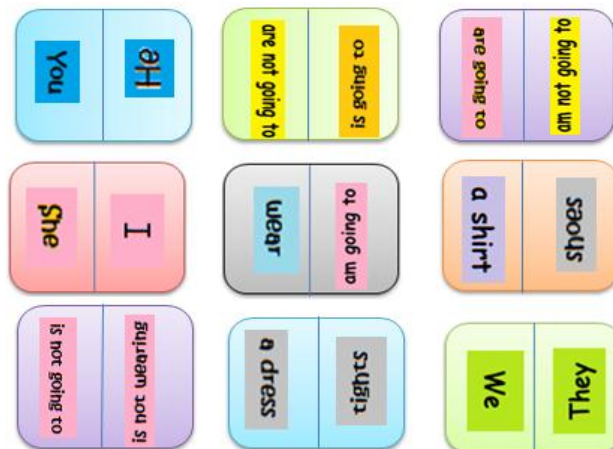 You
He
are not going to
is going to
are going to
am not going to
She
I
wear
am going to
a shirt
shoes
is not going to
is not wearing
a dress
tights
We
They